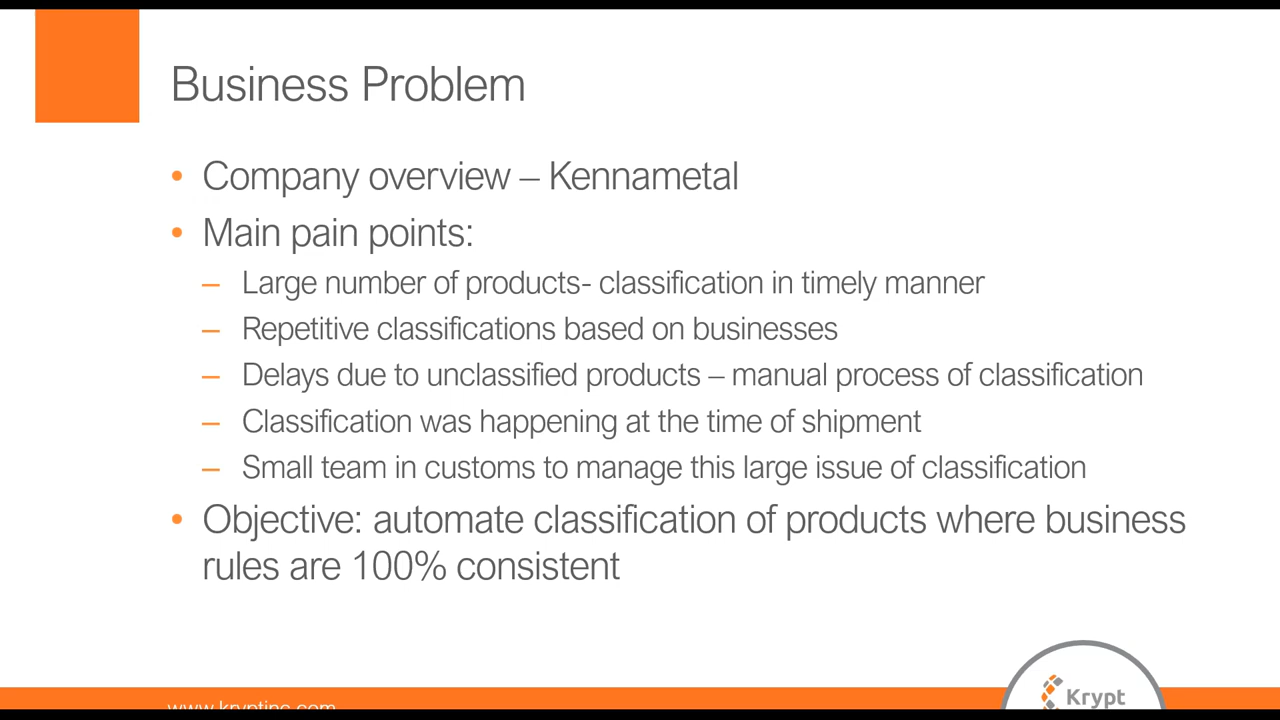 Business Problem
• Company overview – Kennametal
• Main pain points:
– Large number of products- classification in timely manner
– Repetitive classifications based on businesses
– Delays due to unclassified products – manual process of classification
– Classification was happening at the time of shipment
– Small team in customs to manage this large issue of classification
• Objective: automate classification of products where business
rules are 100% consistent
www.kryptinc.com
Krypt